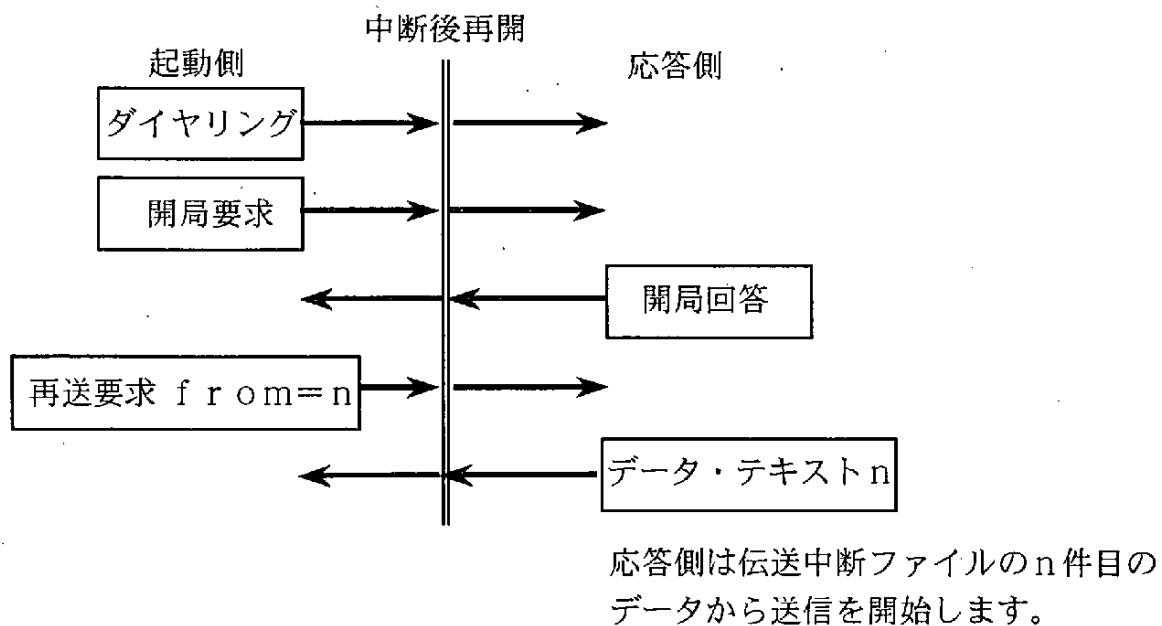 中断後再開
起動側
応答側
ダイヤリング
開局要求
開局回答
再送要求 ｆｒｏｍ＝ｎ
データ・テキストｎ
応答側は伝送中断ファイルのｎ件目の
データから送信を開始します。